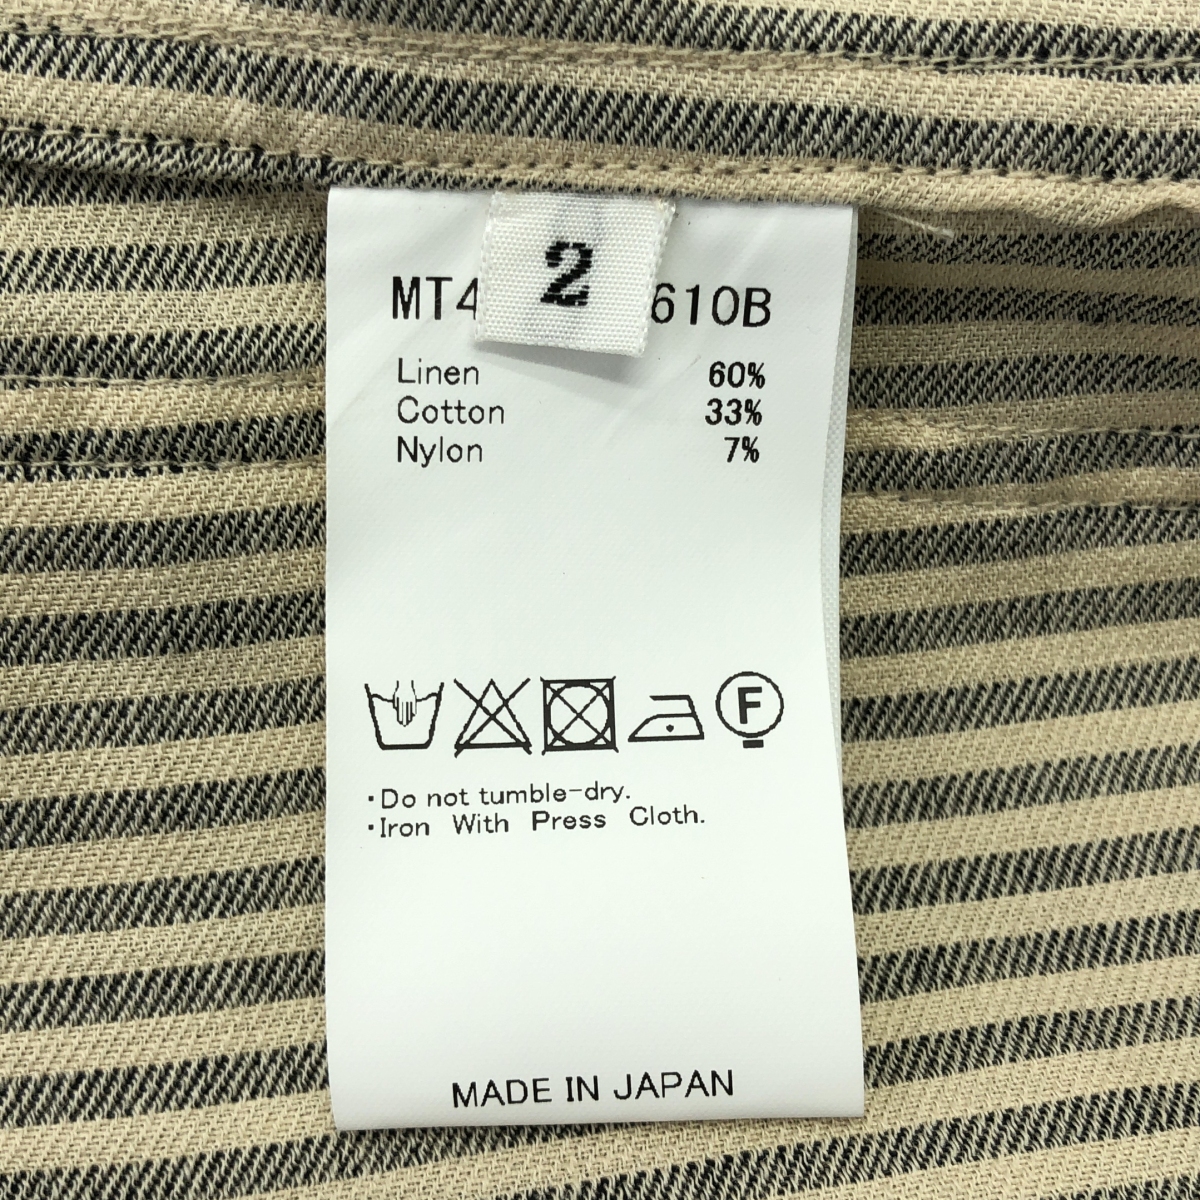 2
MT4 610B
Linen 60%
Cotton 33%
Nylon 7%
F
・Do not tumble-dry.
・Iron With Press Cloth.
MADE IN JAPAN